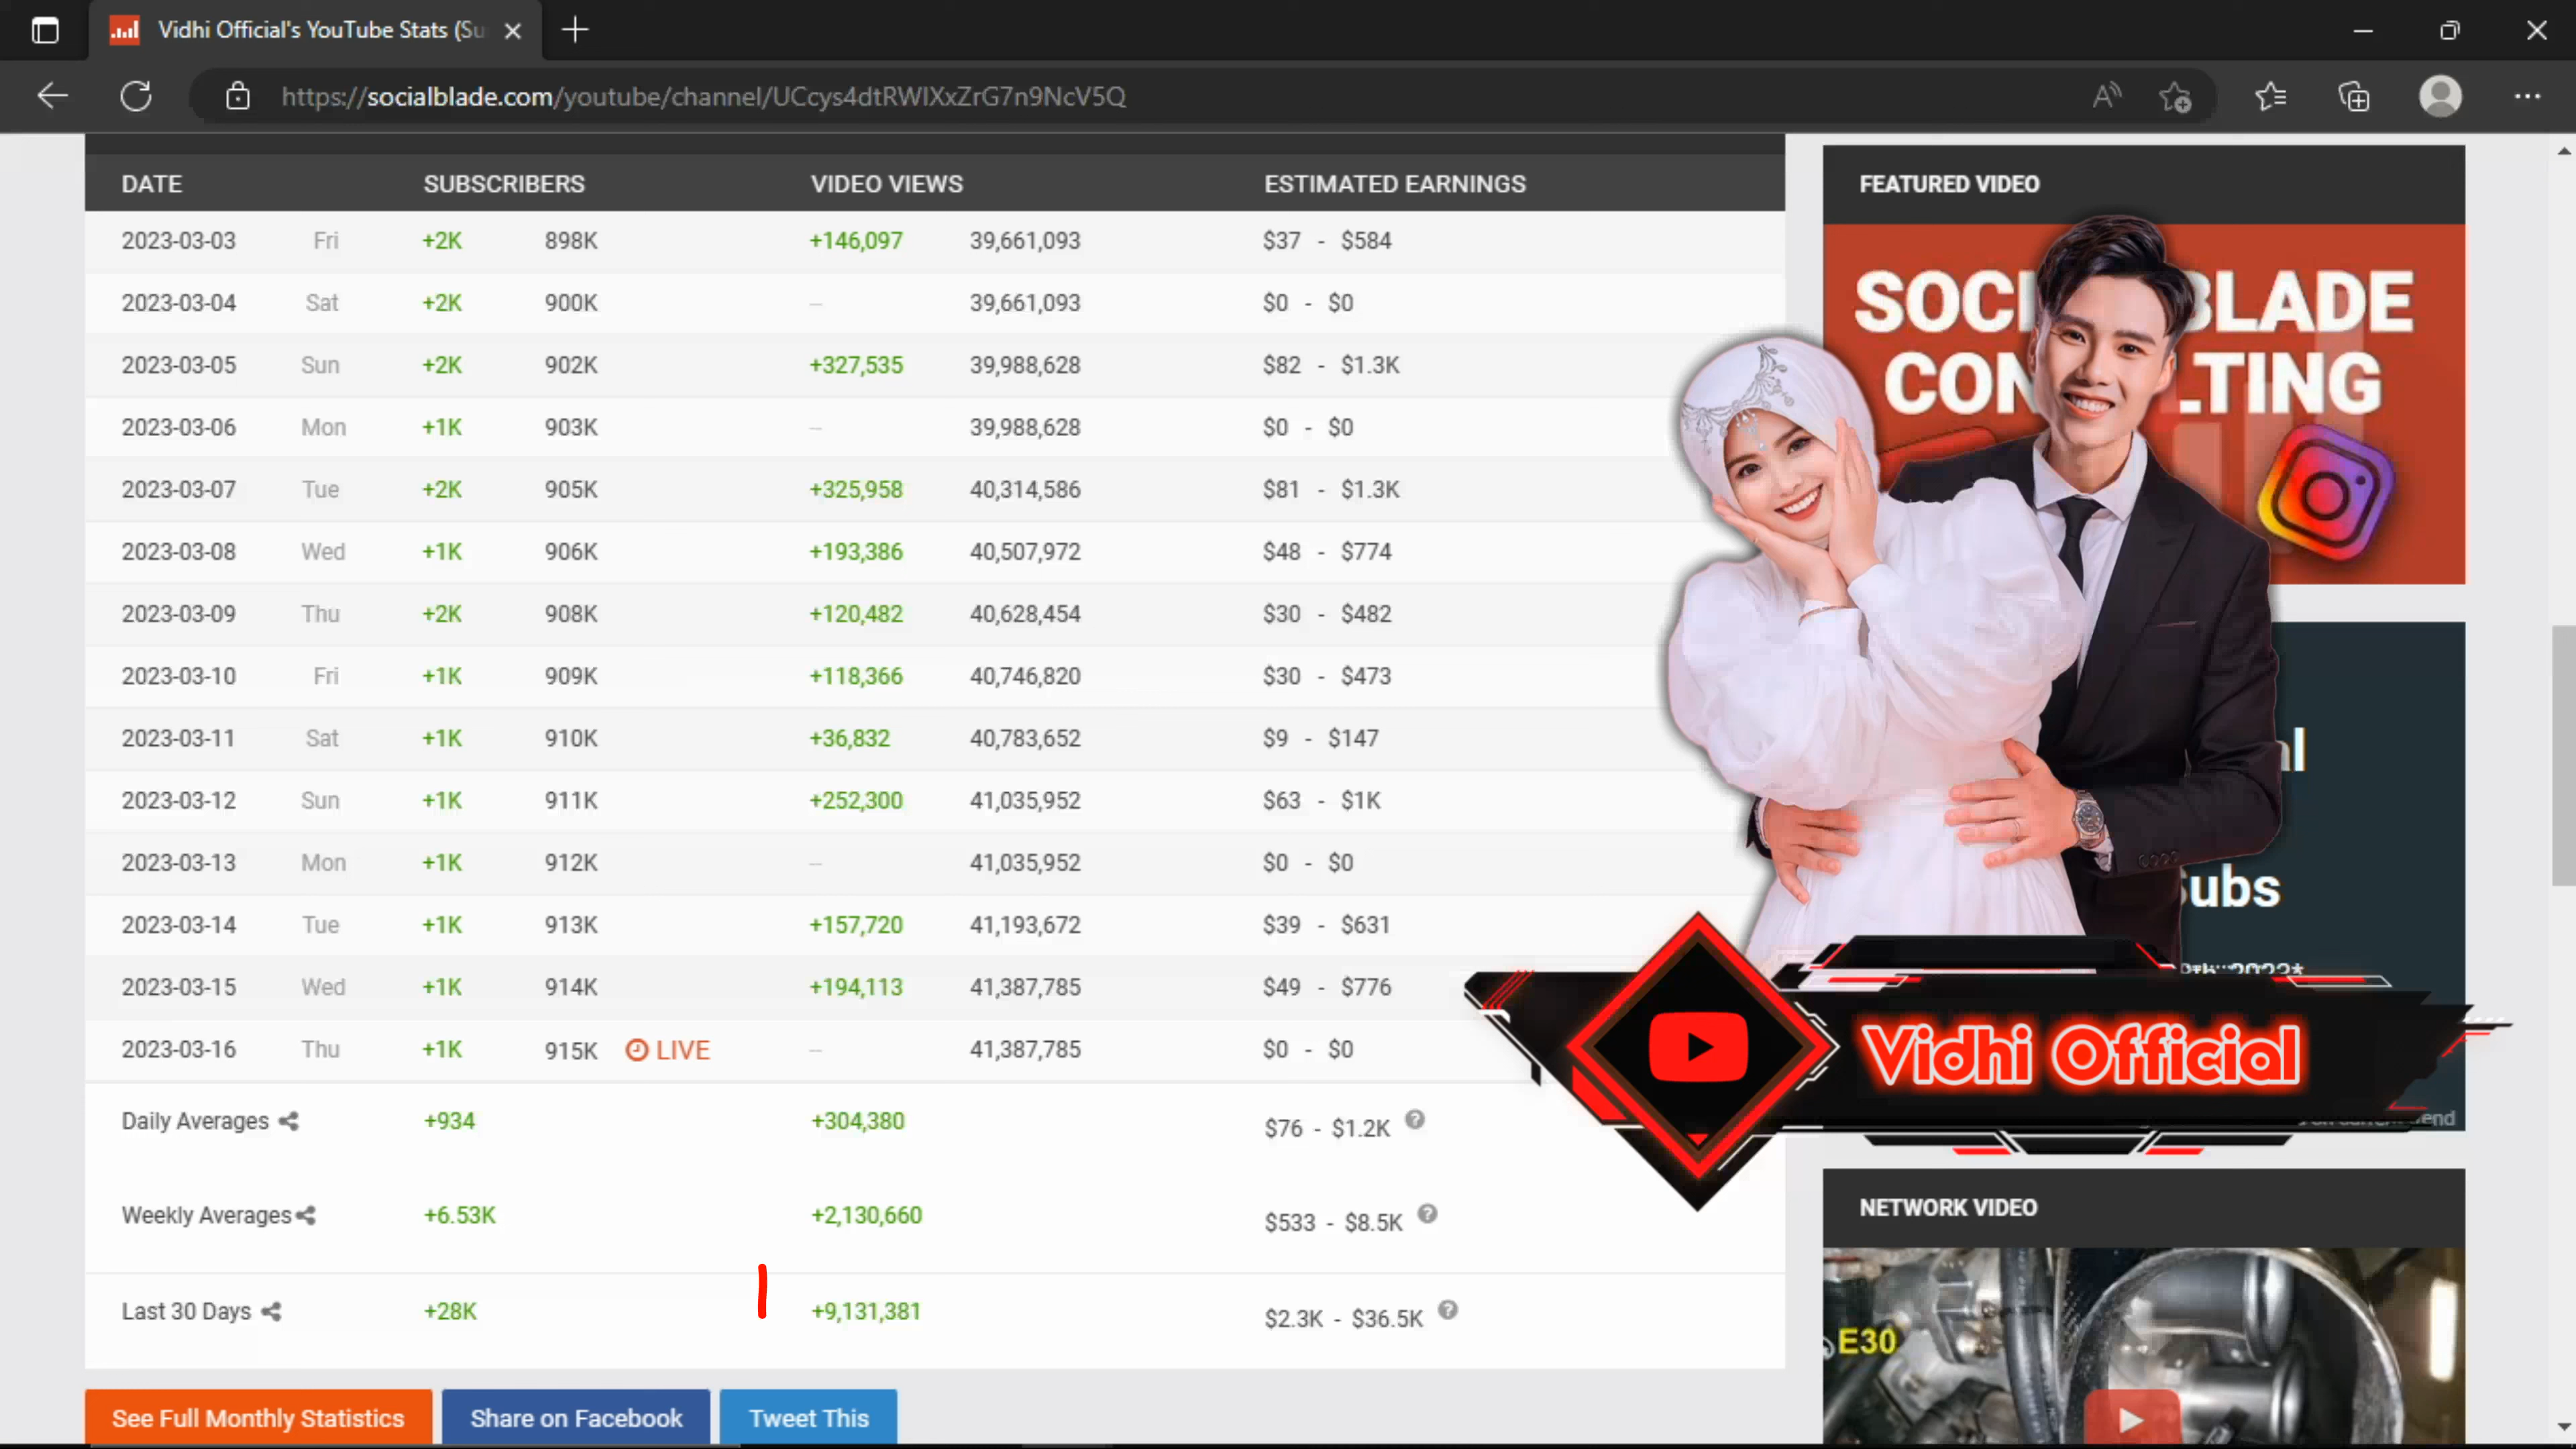 Vidhi Official's YouTube Stats (Su
https://socialblade.com/youtube/channel/UCcys4dtRWIXxZrG7n9NcV5Q
DATE SUBSCRIBERS VIDEO VIEWS ESTIMATED EARNINGS
2023-03-03 Fri +2K 898K +146,097 39,661,093 $37 - $584
2023-03-04 Sat +2K 900K -- 39,661,093 $0 - $0
2023-03-05 Sun +2K 902K +327,535 39,988,628 $82 - $1.3K
2023-03-06 Mon +1K 903K -- 39,988,628 $0 - $0
2023-03-07 Tue +2K 905K +325,958 40,314,586 $81 - $1.3K
2023-03-08 Wed +1K 906K +193,386 40,507,972 $48 - $774
2023-03-09 Thu +2K 908K +120,482 40,628,454 $30 - $482
2023-03-10 Fri +1K 909K +118,366 40,746,820 $30 - $473
2023-03-11 Sat +1K 910K +36,832 40,783,652 $9 - $147
2023-03-12 Sun +1K 911K +252,300 41,035,952 $63 - $1K
2023-03-13 Mon +1K 912K -- 41,035,952 $0 - $0
2023-03-14 Tue +1K 913K +157,720 41,193,672 $39 - $631
2023-03-15 Wed +1K 914K +194,113 41,387,785 $49 - $776
2023-03-16 Thu +1K 915K LIVE -- 41,387,785 $0 - $0
Daily Averages +934 +304,380 $76 - $1.2K
Weekly Averages +6.53K +2,130,660 $533 - $8.5K
Last 30 Days +28K +9,131,381 $2.3K - $36.5K
See Full Monthly Statistics Share on Facebook Tweet This
FEATURED VIDEO
SOCI BLADE
CON LTING
Vidhi Official
NETWORK VIDEO
E30